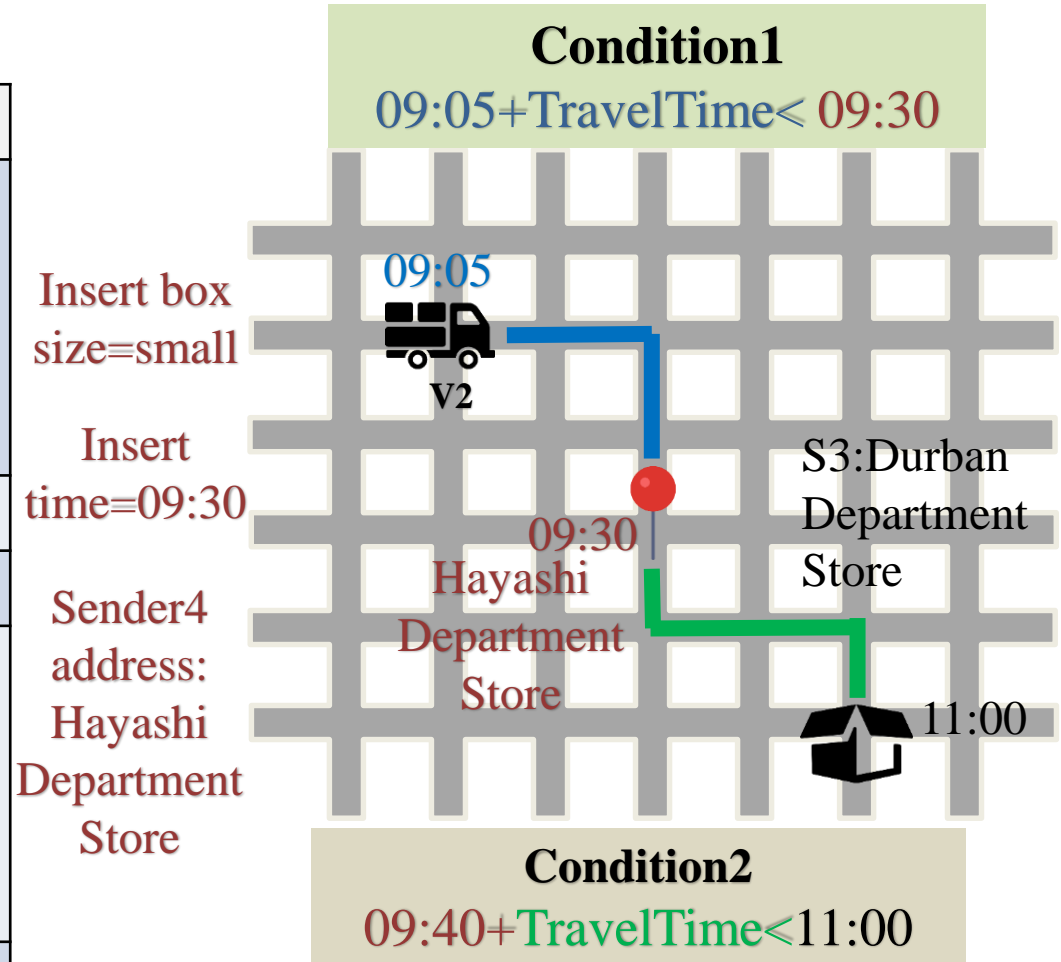 Condition1
09:05+TravelTime< 09:30
09:05
V2
Insert box
size=small
Insert
time=09:30
Sender4
address:
Hayashi
Department
Store
09:30
Hayashi
Department
Store
S3:Durban
Department
Store
11:00
Condition2
09:40+TravelTime<11:00